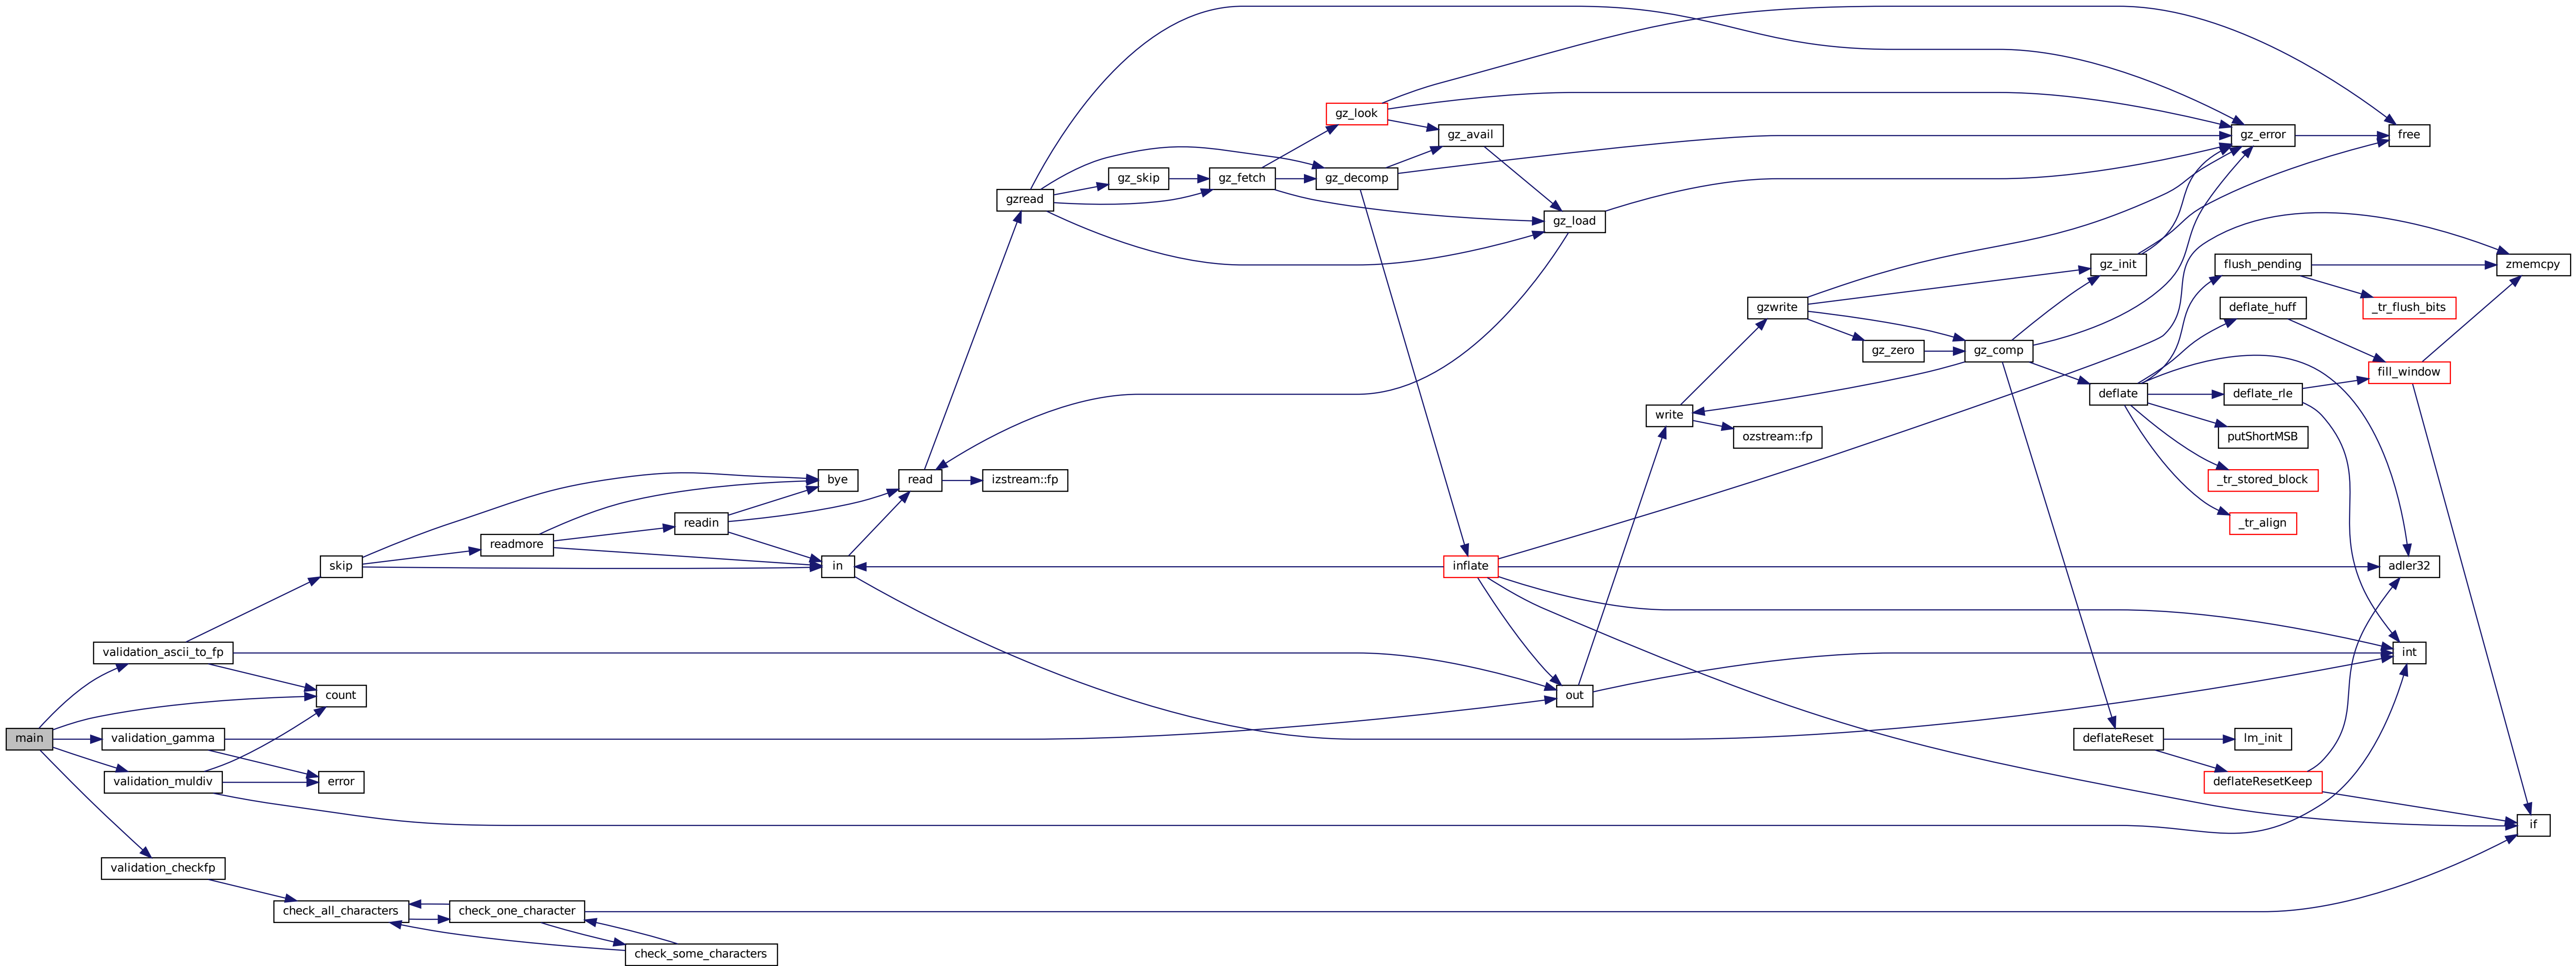 main
validation_ascii_to_fp
validation_gamma
validation_muldiv
validation_checkfp
skip
count
error
check_all_characters
readmore
check_one_character
readin
check_some_characters
bye
in
read
gzread
izstream::fp
gz_skip
gz_fetch
gz_look
gz_decomp
gz_avail
gz_load
inflate
out
write
gzwrite
ozstream::fp
gz_zero
gz_comp
gz_init
deflate
deflateReset
gz_error
flush_pending
deflate_huff
deflate_rle
putShortMSB
_tr_stored_block
_tr_align
lm_init
deflateResetKeep
free
_tr_flush_bits
fill_window
adler32
int
zmemcpy
if